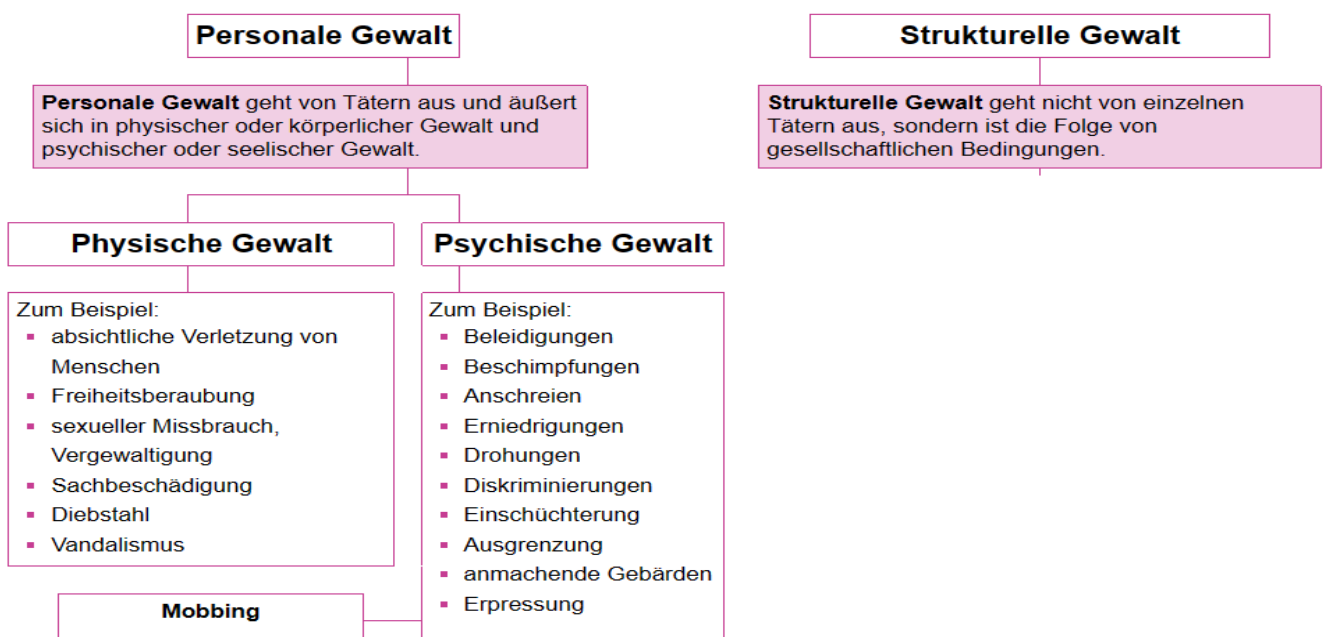 Personale Gewalt
Personale Gewalt geht von Tätern aus und äußert
sich in physischer oder körperlicher Gewalt und
psychischer oder seelischer Gewalt.
Strukturelle Gewalt
Strukturelle Gewalt geht nicht von einzelnen
Tätern aus, sondern ist die Folge von
gesellschaftlichen Bedingungen.
Physische Gewalt
Zum Beispiel:
▪ absichtliche Verletzung von
Menschen
▪ Freiheitsberaubung
▪ sexueller Missbrauch,
Vergewaltigung
▪ Sachbeschädigung
▪ Diebstahl
▪ Vandalismus
Psychische Gewalt
Zum Beispiel:
▪ Beleidigungen
▪ Beschimpfungen
▪ Anschreien
▪ Erniedrigungen
▪ Drohungen
▪ Diskriminierungen
▪ Einschüchterung
▪ Ausgrenzung
▪ anmachende Gebärden
▪ Erpressung
Mobbing